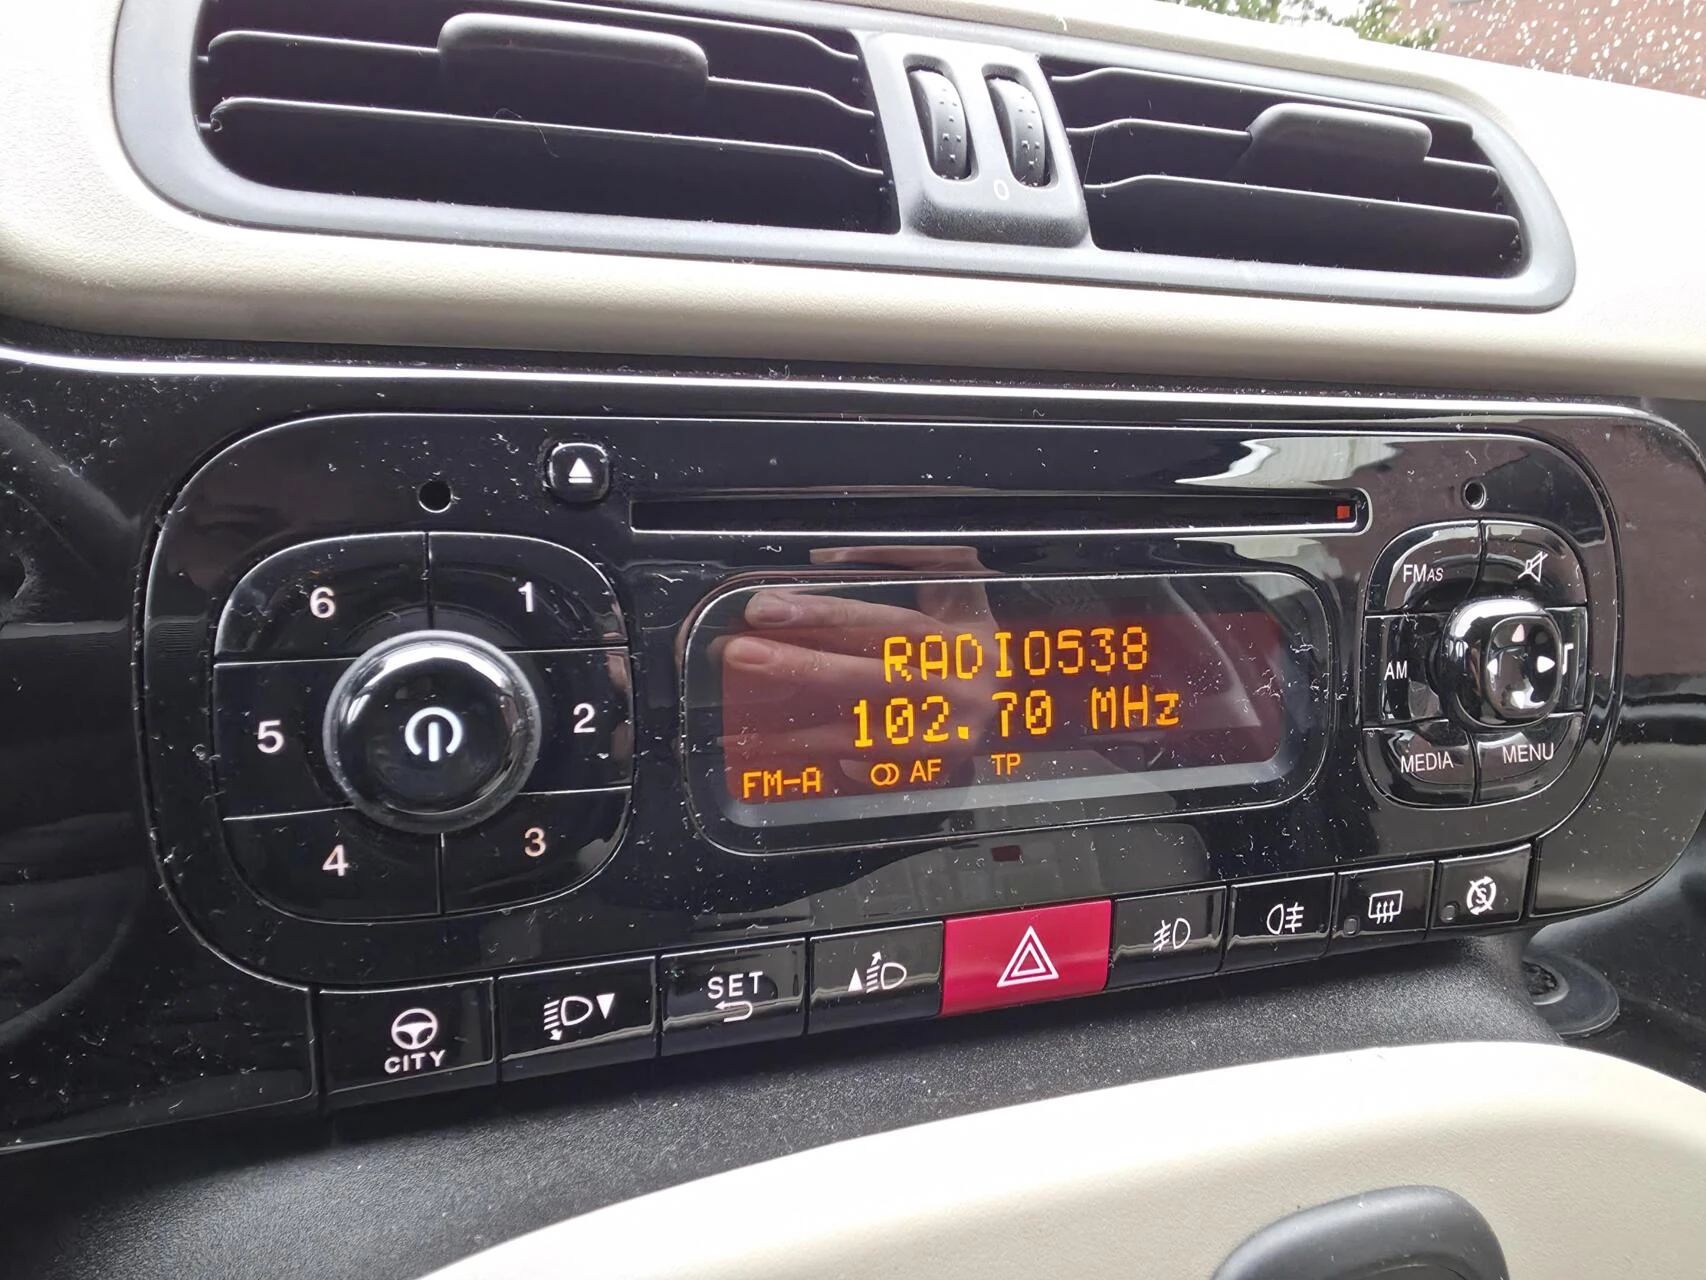 O
6
1
5
2
4
3
RADIO538
102.70 MHz
FM-A AF TP
FMAS
AM
MEDIA
MENU
CITY
SET